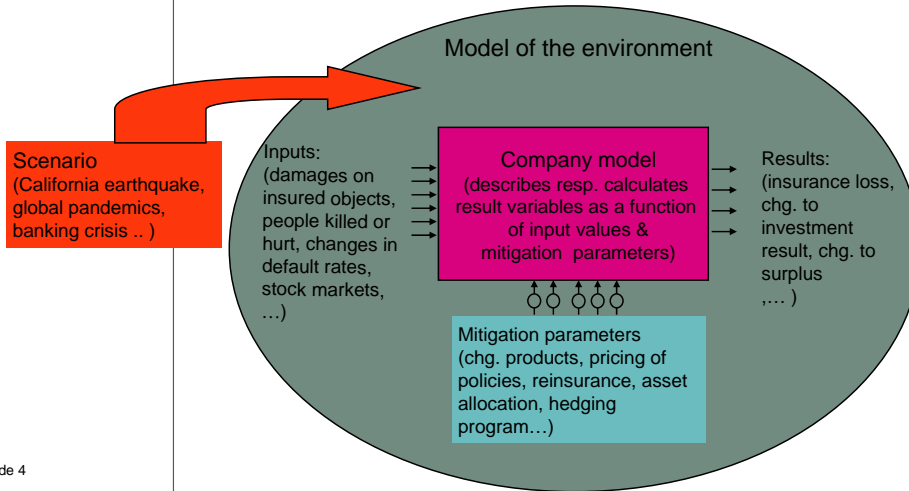 Model of the environment
Scenario
(California earthquake,
global pandemics,
banking crisis .. )
Inputs:
(damages on
insured objects,
people killed or
hurt, changes in
default rates,
stock markets,
…)
Company model
(describes resp. calculates
result variables as a function
of input values &
mitigation parameters)
Results:
(insurance loss,
chg. to
investment
result, chg. to
surplus
,… )
Mitigation parameters
(chg. products, pricing of
policies, reinsurance, asset
allocation, hedging
program…)
de 4